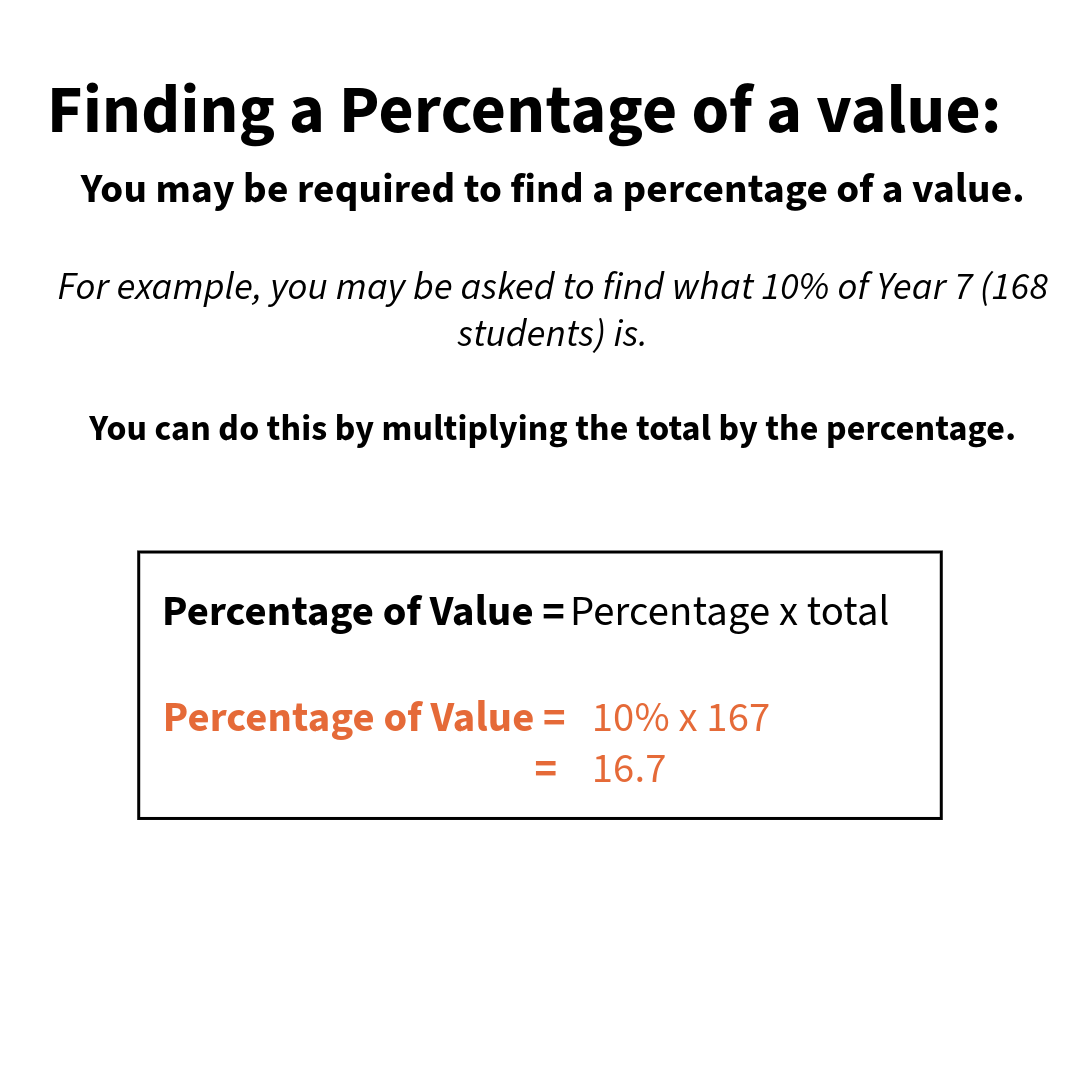 Finding a Percentage of a value:
You may be required to find a percentage of a value.
For example, you may be asked to find what 10% of Year 7 (168
students) is.
You can do this by multiplying the total by the percentage.
Percentage of Value = Percentage x total
Percentage of Value = 10% x 167
= 16.7